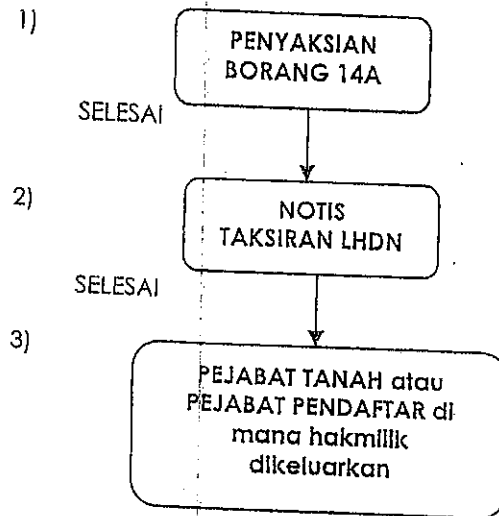 1)
PENYAKSIAN
BORANG 14A
SELESAI
2)
NOTIS
TAKSIRAN LHDN
SELESAI
3)
PEJABAT TANAH atau
PEJABAT PENDAFTAR di
mana hakmilik
dikeluarkan